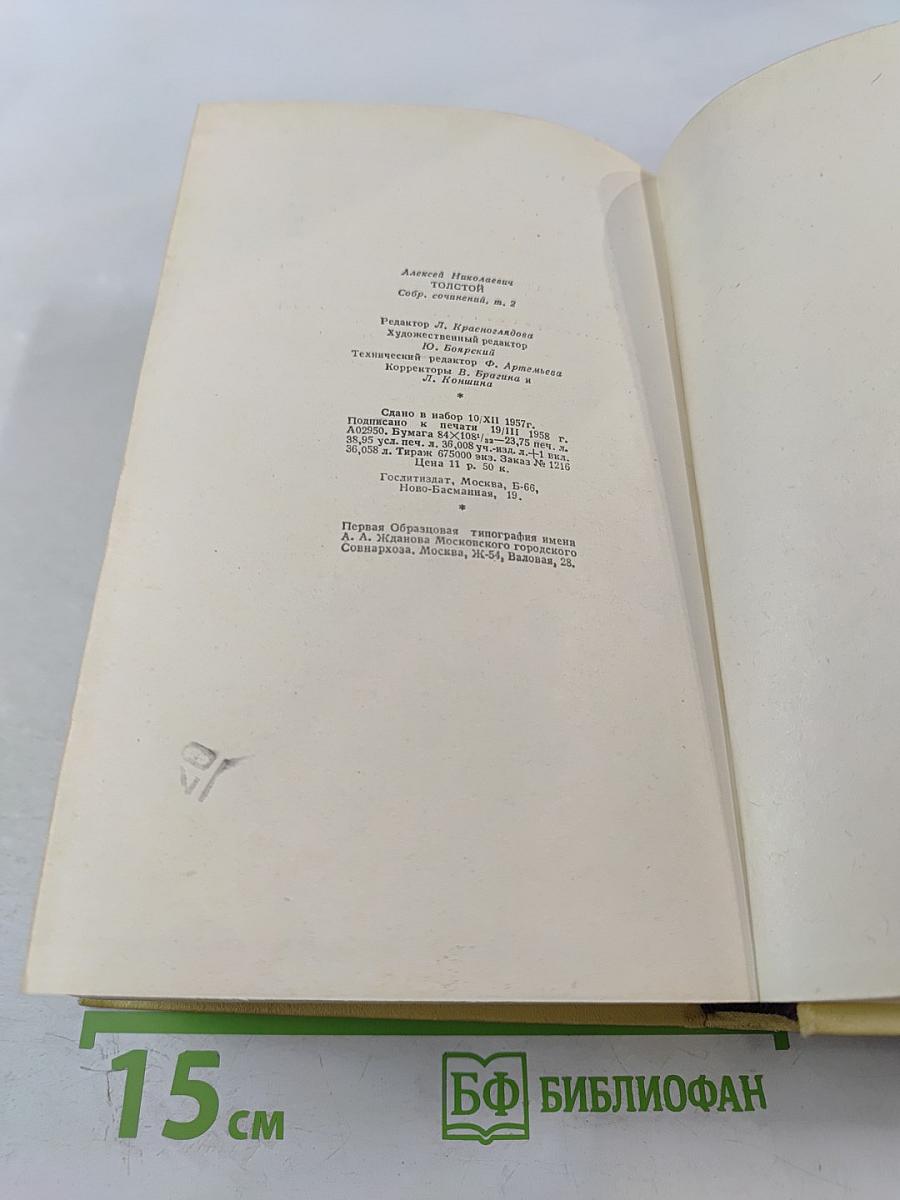 Алексей Николаевич
ТОЛСТОЙ
Собр. сочинений, т. 2
Редактор Л. Красноглядова
Художественный редактор
Ю. Боярский
Технический редактор Ф. Артемьева
Корректоры В. Брагина и
Л. Коншина
*
Сдано в набор 10/XII 1957г.
Подписано к печати 19/III 1958 г.
А02950. Бумага 84×108¹/₃₂—23,75 печ. л.
38,95 усл. печ. л. 36,008 уч.-изд. л.+1 вкл.
36,058 л. Тираж 675000 экз. Заказ № 1216
Цена 11 р. 50 к.
Гослитиздат, Москва, Б-66,
Ново-Басманная, 19.
*
Первая Образцовая типография имени
А. А. Жданова Московского городского
Совнархоза. Москва, Ж-54, Валовая, 28.
15 см
БФ БИБЛИОФАН